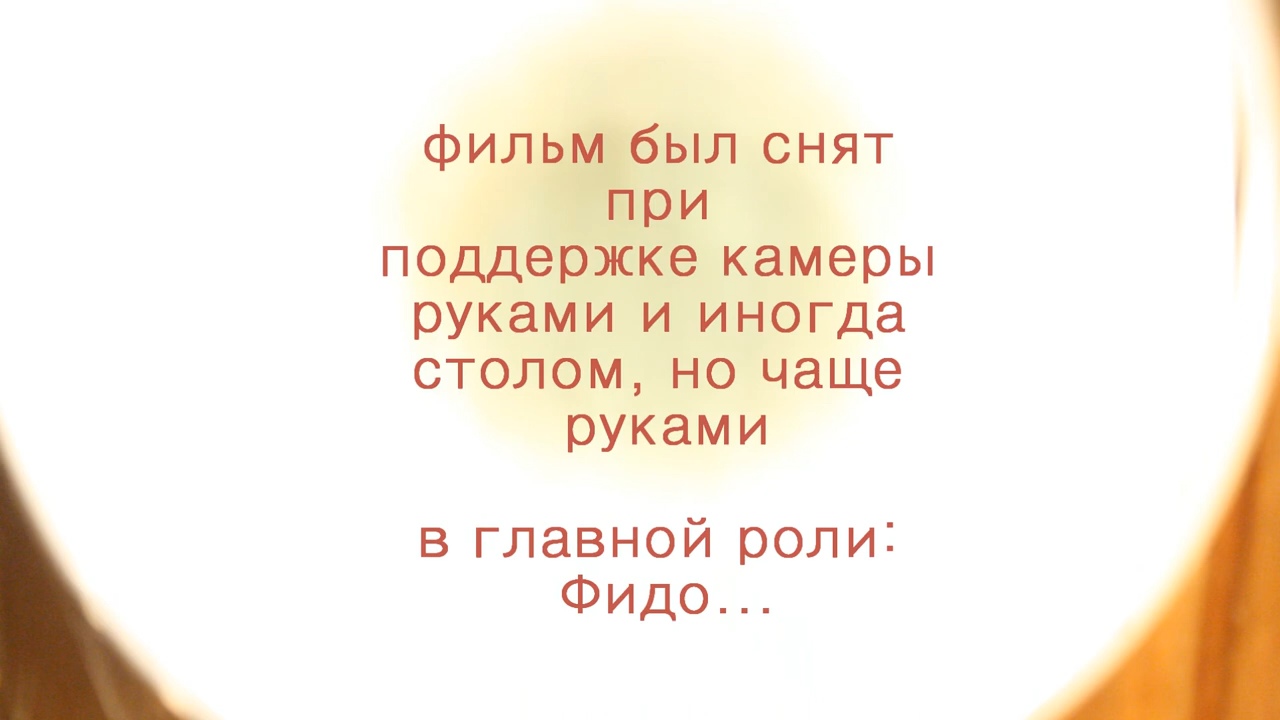 фильм был снят
при
поддержке камеры
руками и иногда
столом, но чаще
руками
в главной роли:
Фидо...